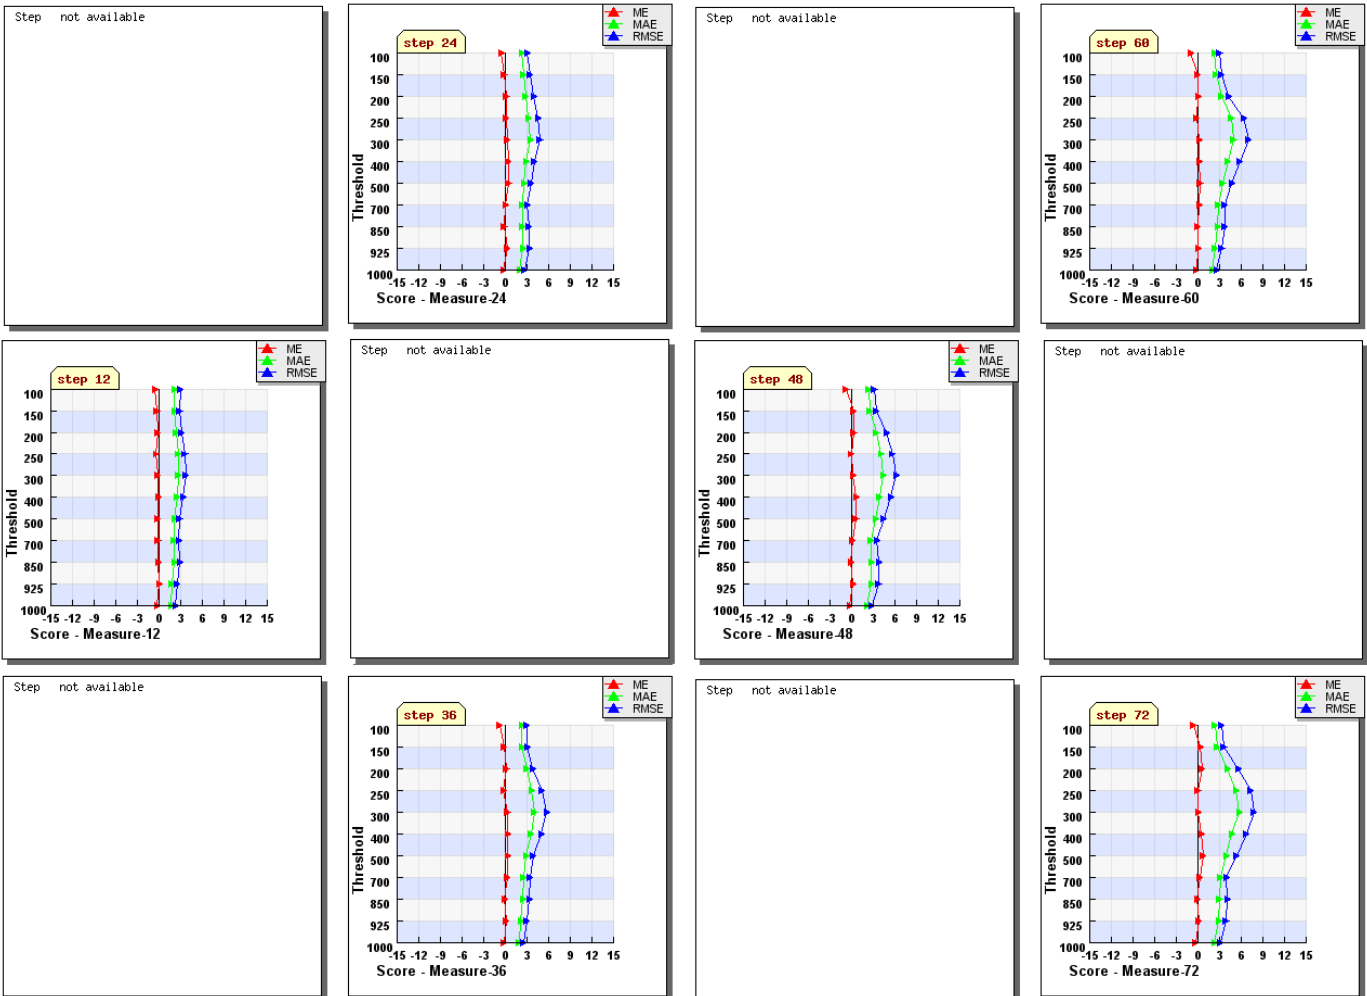 Step   not available
ME
MAE
RMSE
step 24
Threshold
100
150
200
250
300
400
500
700
850
925
1000
-15 -12 -9 -6 -3 0 3 6 9 12 15
Score - Measure-24
Step   not available
ME
MAE
RMSE
step 60
Threshold
100
150
200
250
300
400
500
700
850
925
1000
-15 -12 -9 -6 -3 0 3 6 9 12 15
Score - Measure-60
ME
MAE
RMSE
step 12
Threshold
100
150
200
250
300
400
500
700
850
925
1000
-15 -12 -9 -6 -3 0 3 6 9 12 15
Score - Measure-12
Step   not available
ME
MAE
RMSE
step 48
Threshold
100
150
200
250
300
400
500
700
850
925
1000
-15 -12 -9 -6 -3 0 3 6 9 12 15
Score - Measure-48
Step   not available
Step   not available
ME
MAE
RMSE
step 36
Threshold
100
150
200
250
300
400
500
700
850
925
1000
-15 -12 -9 -6 -3 0 3 6 9 12 15
Score - Measure-36
Step   not available
ME
MAE
RMSE
step 72
Threshold
100
150
200
250
300
400
500
700
850
925
1000
-15 -12 -9 -6 -3 0 3 6 9 12 15
Score - Measure-72